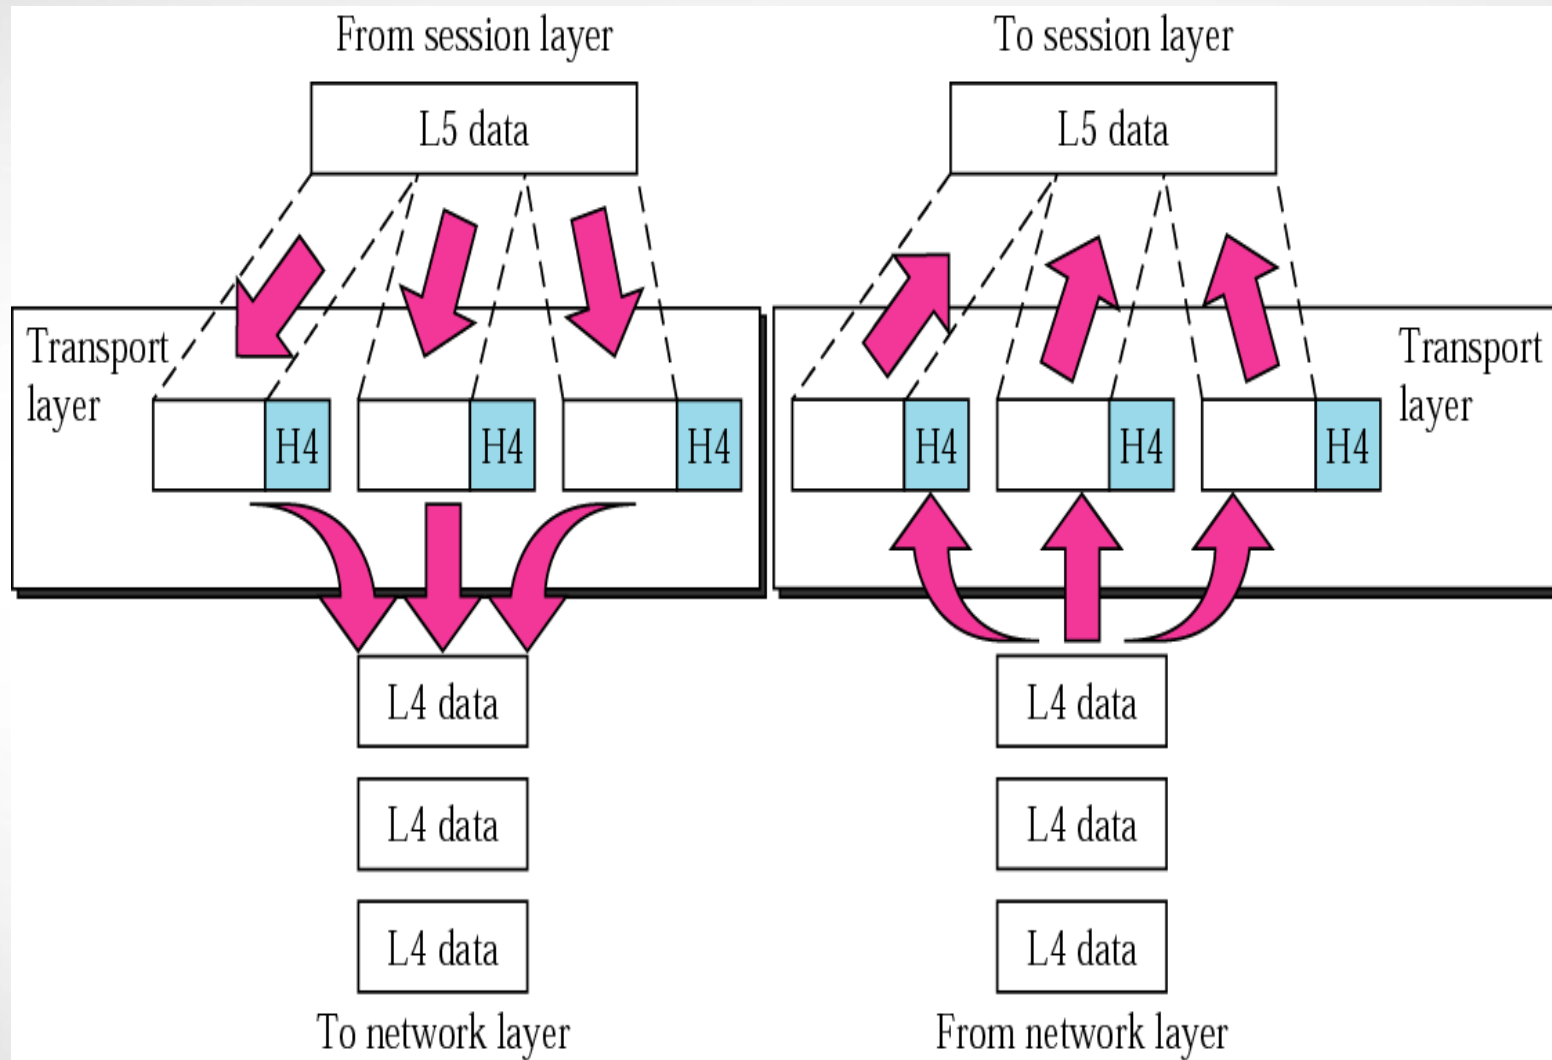 From session layer
To session layer
L5 data
L5 data
Transport
layer
Transport
layer
H4
H4
H4
H4
H4
H4
L4 data
L4 data
L4 data
L4 data
L4 data
L4 data
To network layer
From network layer